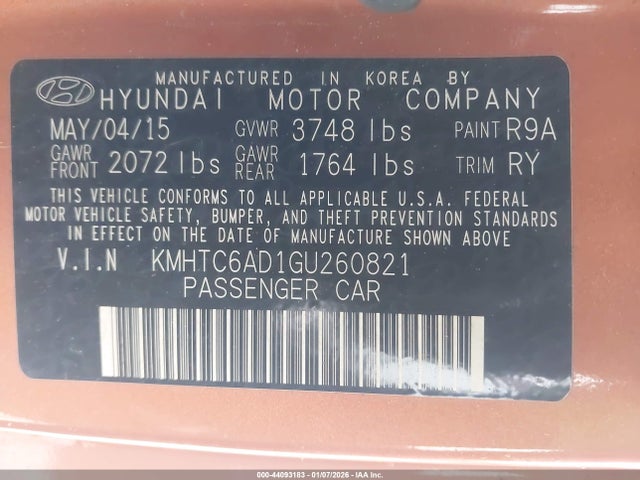 MANUFACTURED IN KOREA BY
HYUNDAI MOTOR COMPANY
MAY/04/15 GVWR 3748 lbs PAINT R9A
GAWR FRONT 2072 lbs GAWR REAR 1764 lbs TRIM RY
THIS VEHICLE CONFORMS TO ALL APPLICABLE U.S.A. FEDERAL
MOTOR VEHICLE SAFETY, BUMPER, AND THEFT PREVENTION STANDARDS
IN EFFECT ON THE DATE OF MANUFACTURE SHOWN ABOVE
V.I.N KMHTC6AD1GU260821
PASSENGER CAR
000-44093163 - 01/07/2026 - IAA Inc.